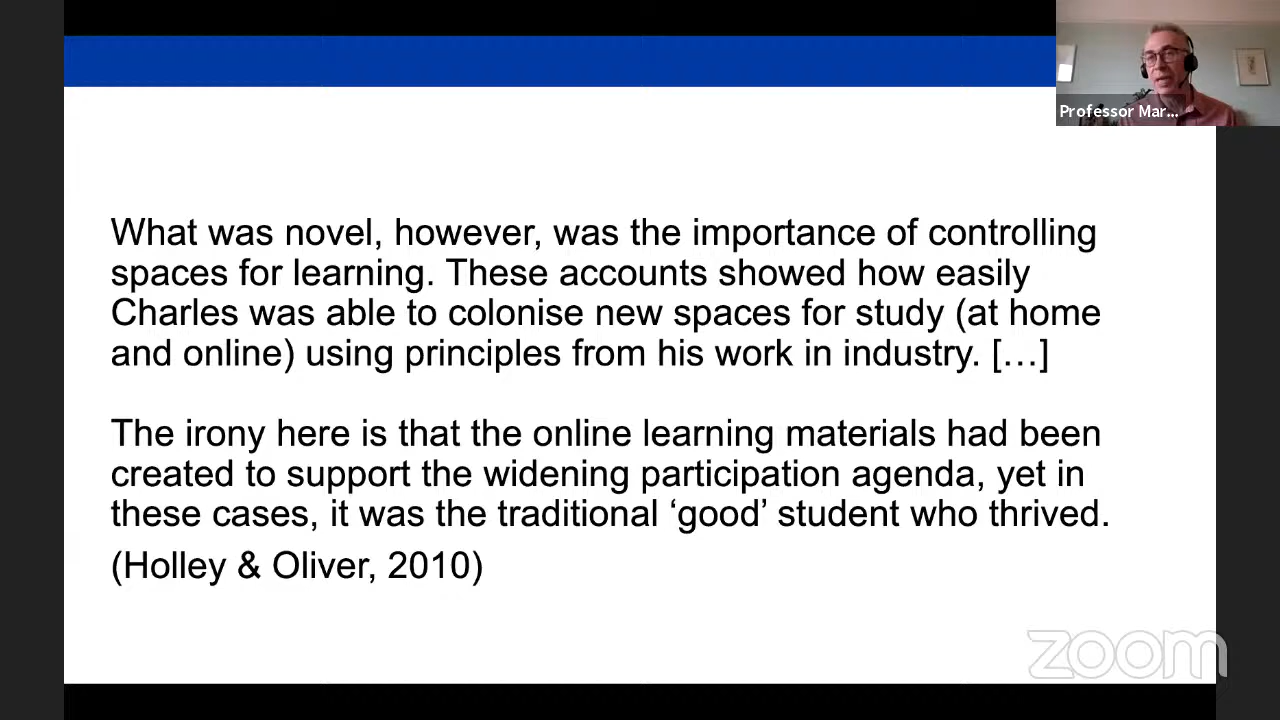 Professor Mar...
What was novel, however, was the importance of controlling
spaces for learning. These accounts showed how easily
Charles was able to colonise new spaces for study (at home
and online) using principles from his work in industry. […]
The irony here is that the online learning materials had been
created to support the widening participation agenda, yet in
these cases, it was the traditional ‘good’ student who thrived.
(Holley & Oliver, 2010)
zoom